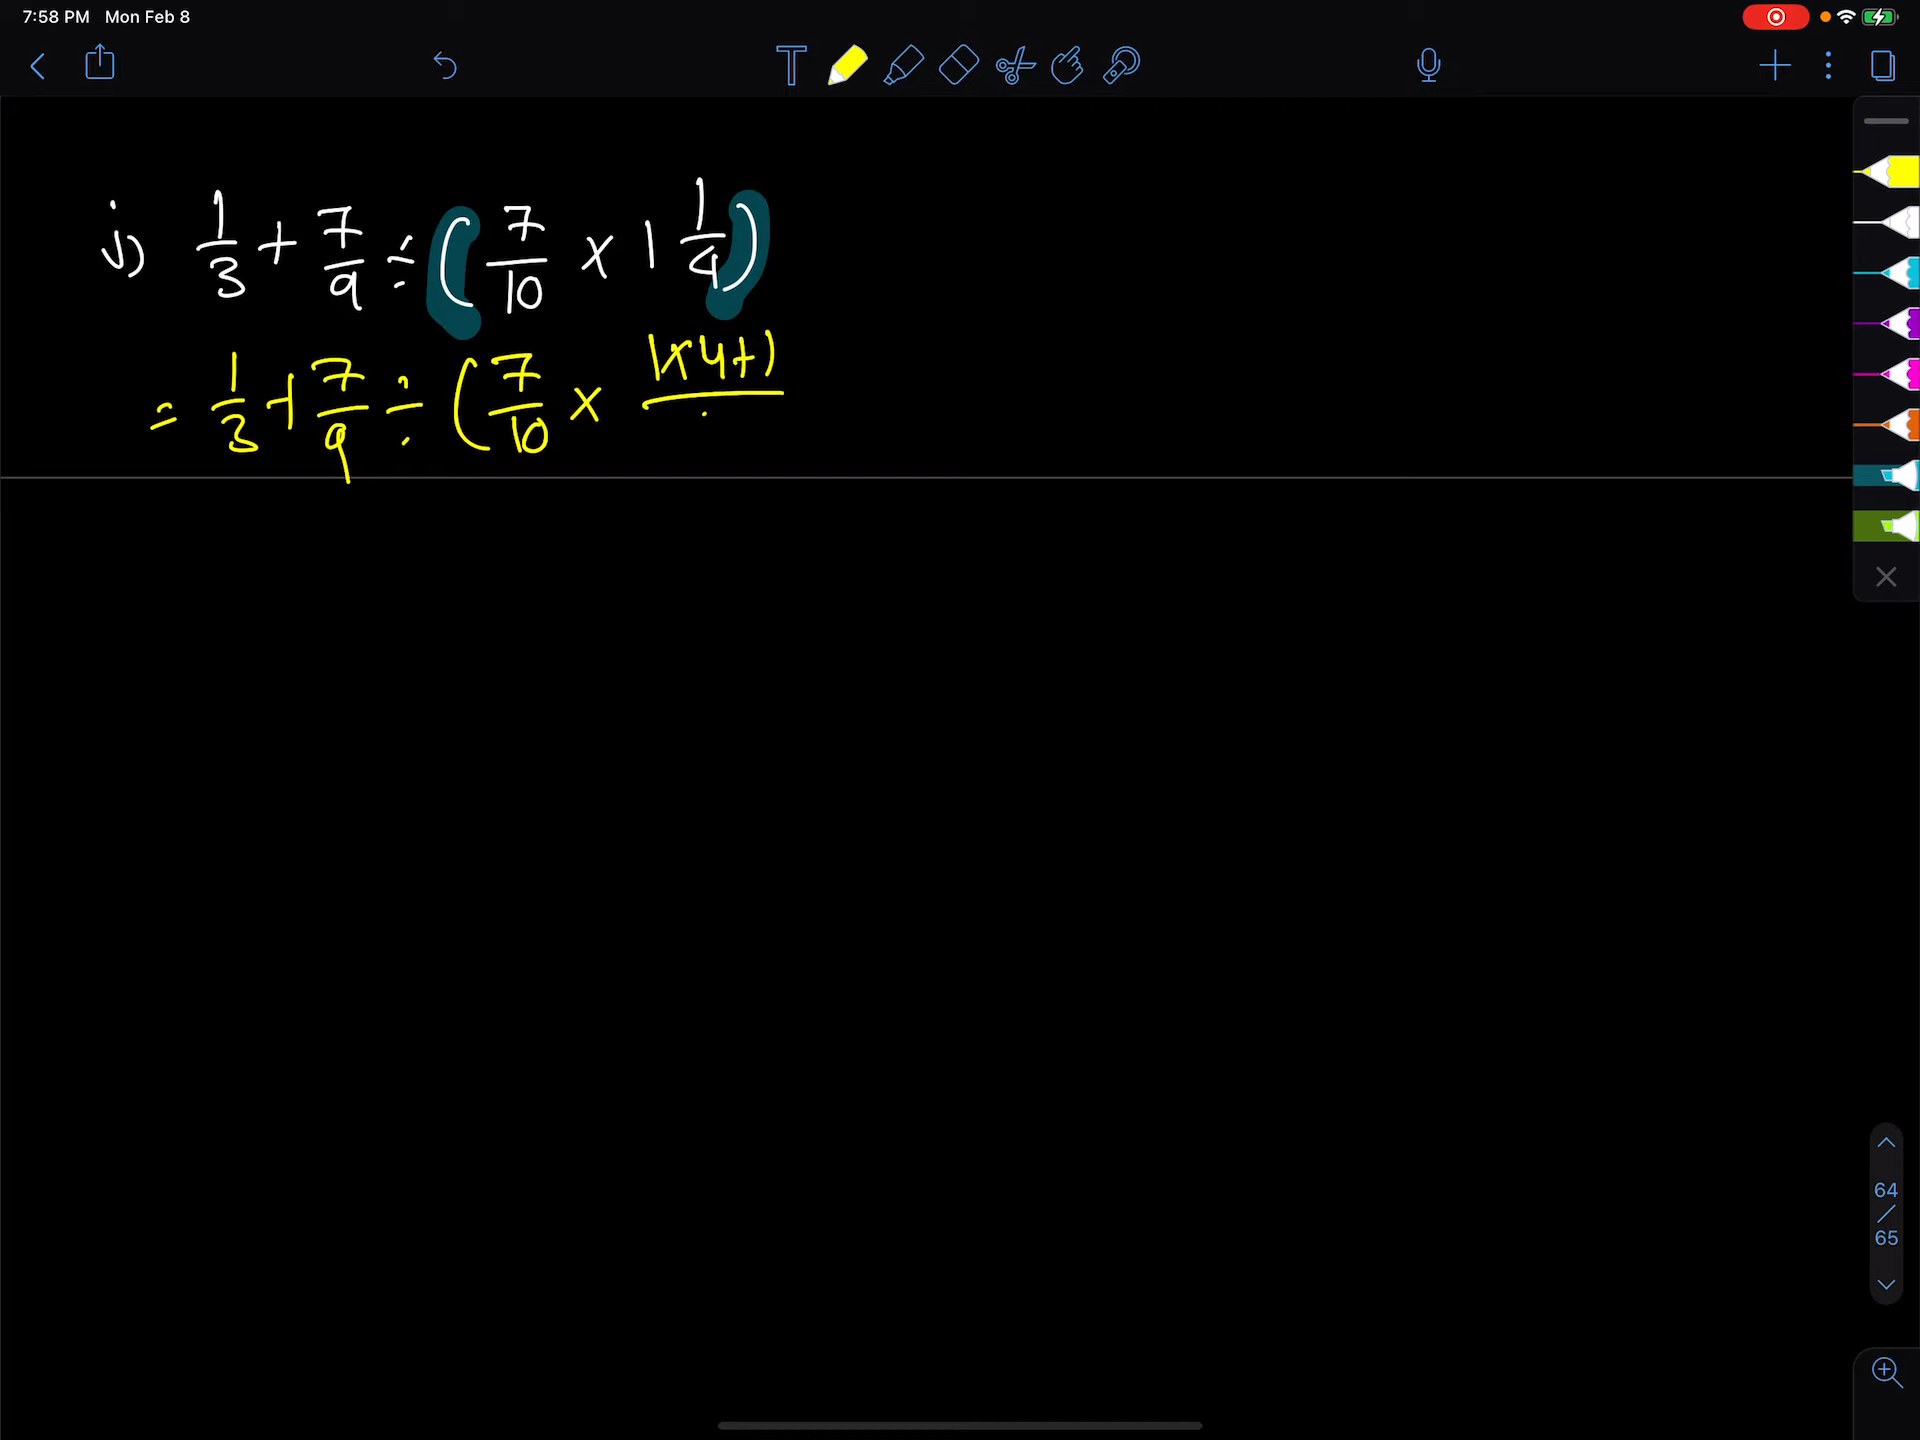 7:58 PM Mon Feb 8
j) 1/3 + 7/9 ÷ ( 7/10 × 1 1/4 )
= 1/3 + 7/9 ÷ ( 7/10 × 1×4+1/
64
/
65